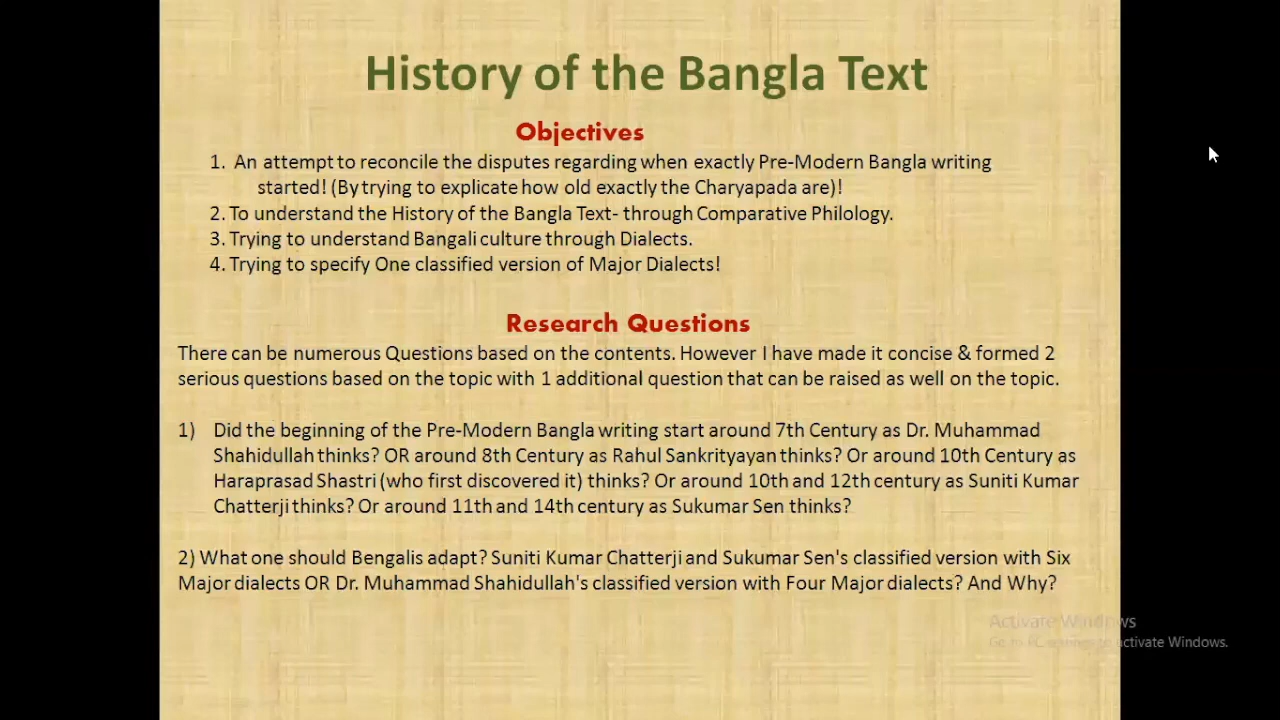 History of the Bangla Text
Objectives
1. An attempt to reconcile the disputes regarding when exactly Pre-Modern Bangla writing
started! (By trying to explicate how old exactly the Charyapada are)!
2. To understand the History of the Bangla Text- through Comparative Philology.
3. Trying to understand Bangali culture through Dialects.
4. Trying to specify One classified version of Major Dialects!
Research Questions
There can be numerous Questions based on the contents. However I have made it concise & formed 2
serious questions based on the topic with 1 additional question that can be raised as well on the topic.
1) Did the beginning of the Pre-Modern Bangla writing start around 7th Century as Dr. Muhammad
Shahidullah thinks? OR around 8th Century as Rahul Sankrityayan thinks? Or around 10th Century as
Haraprasad Shastri (who first discovered it) thinks? Or around 10th and 12th century as Suniti Kumar
Chatterji thinks? Or around 11th and 14th century as Sukumar Sen thinks?
2) What one should Bengalis adapt? Suniti Kumar Chatterji and Sukumar Sen's classified version with Six
Major dialects OR Dr. Muhammad Shahidullah's classified version with Four Major dialects? And Why?
Activate Windows
Go to PC settings to activate Windows.